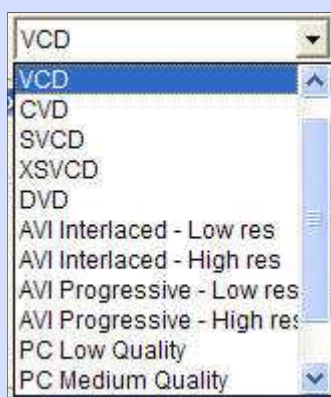 VCD
VCD
CVD
SVCD
XSVCD
DVD
AVI Interlaced - Low res
AVI Interlaced - High res
AVI Progressive - Low res
AVI Progressive - High res
PC Low Quality
PC Medium Quality